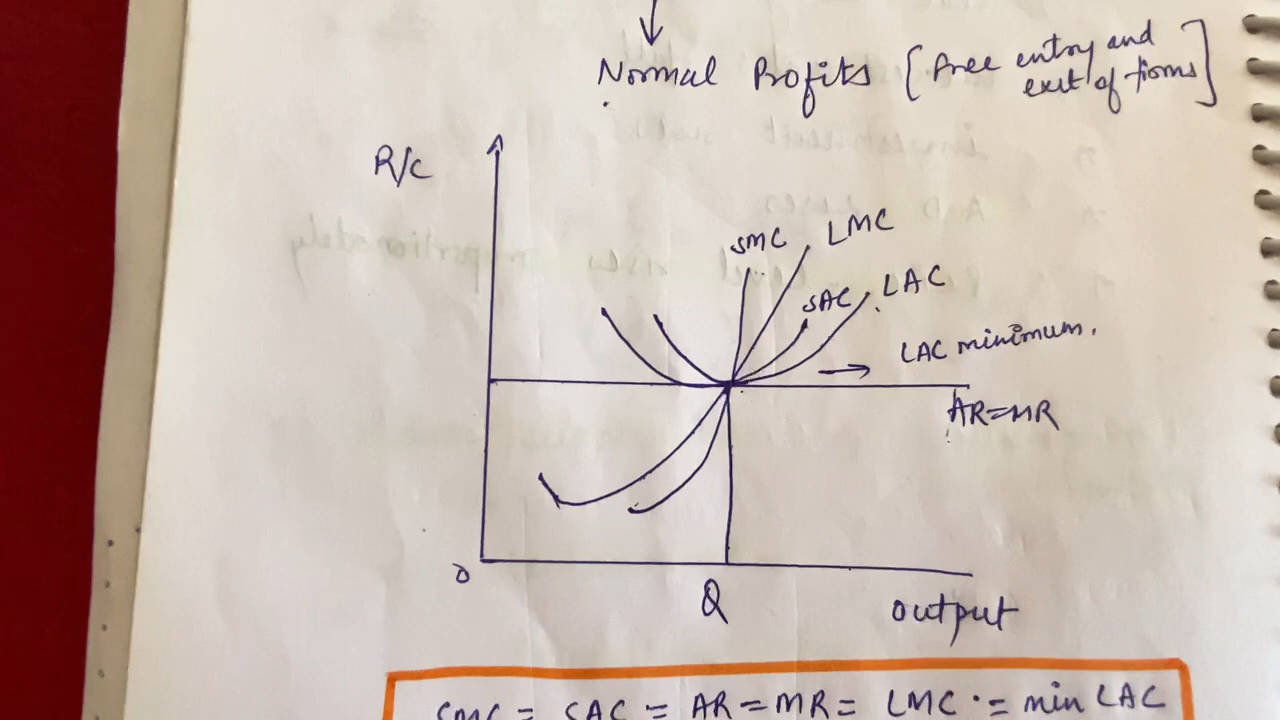 Normal Profits [Free entry and
exit of firms]
R/C
SMC
LMC
SAC
LAC
LAC minimum.
AR=MR
O
Q
output
SMC = SAC = AR = MR = LMC = min LAC